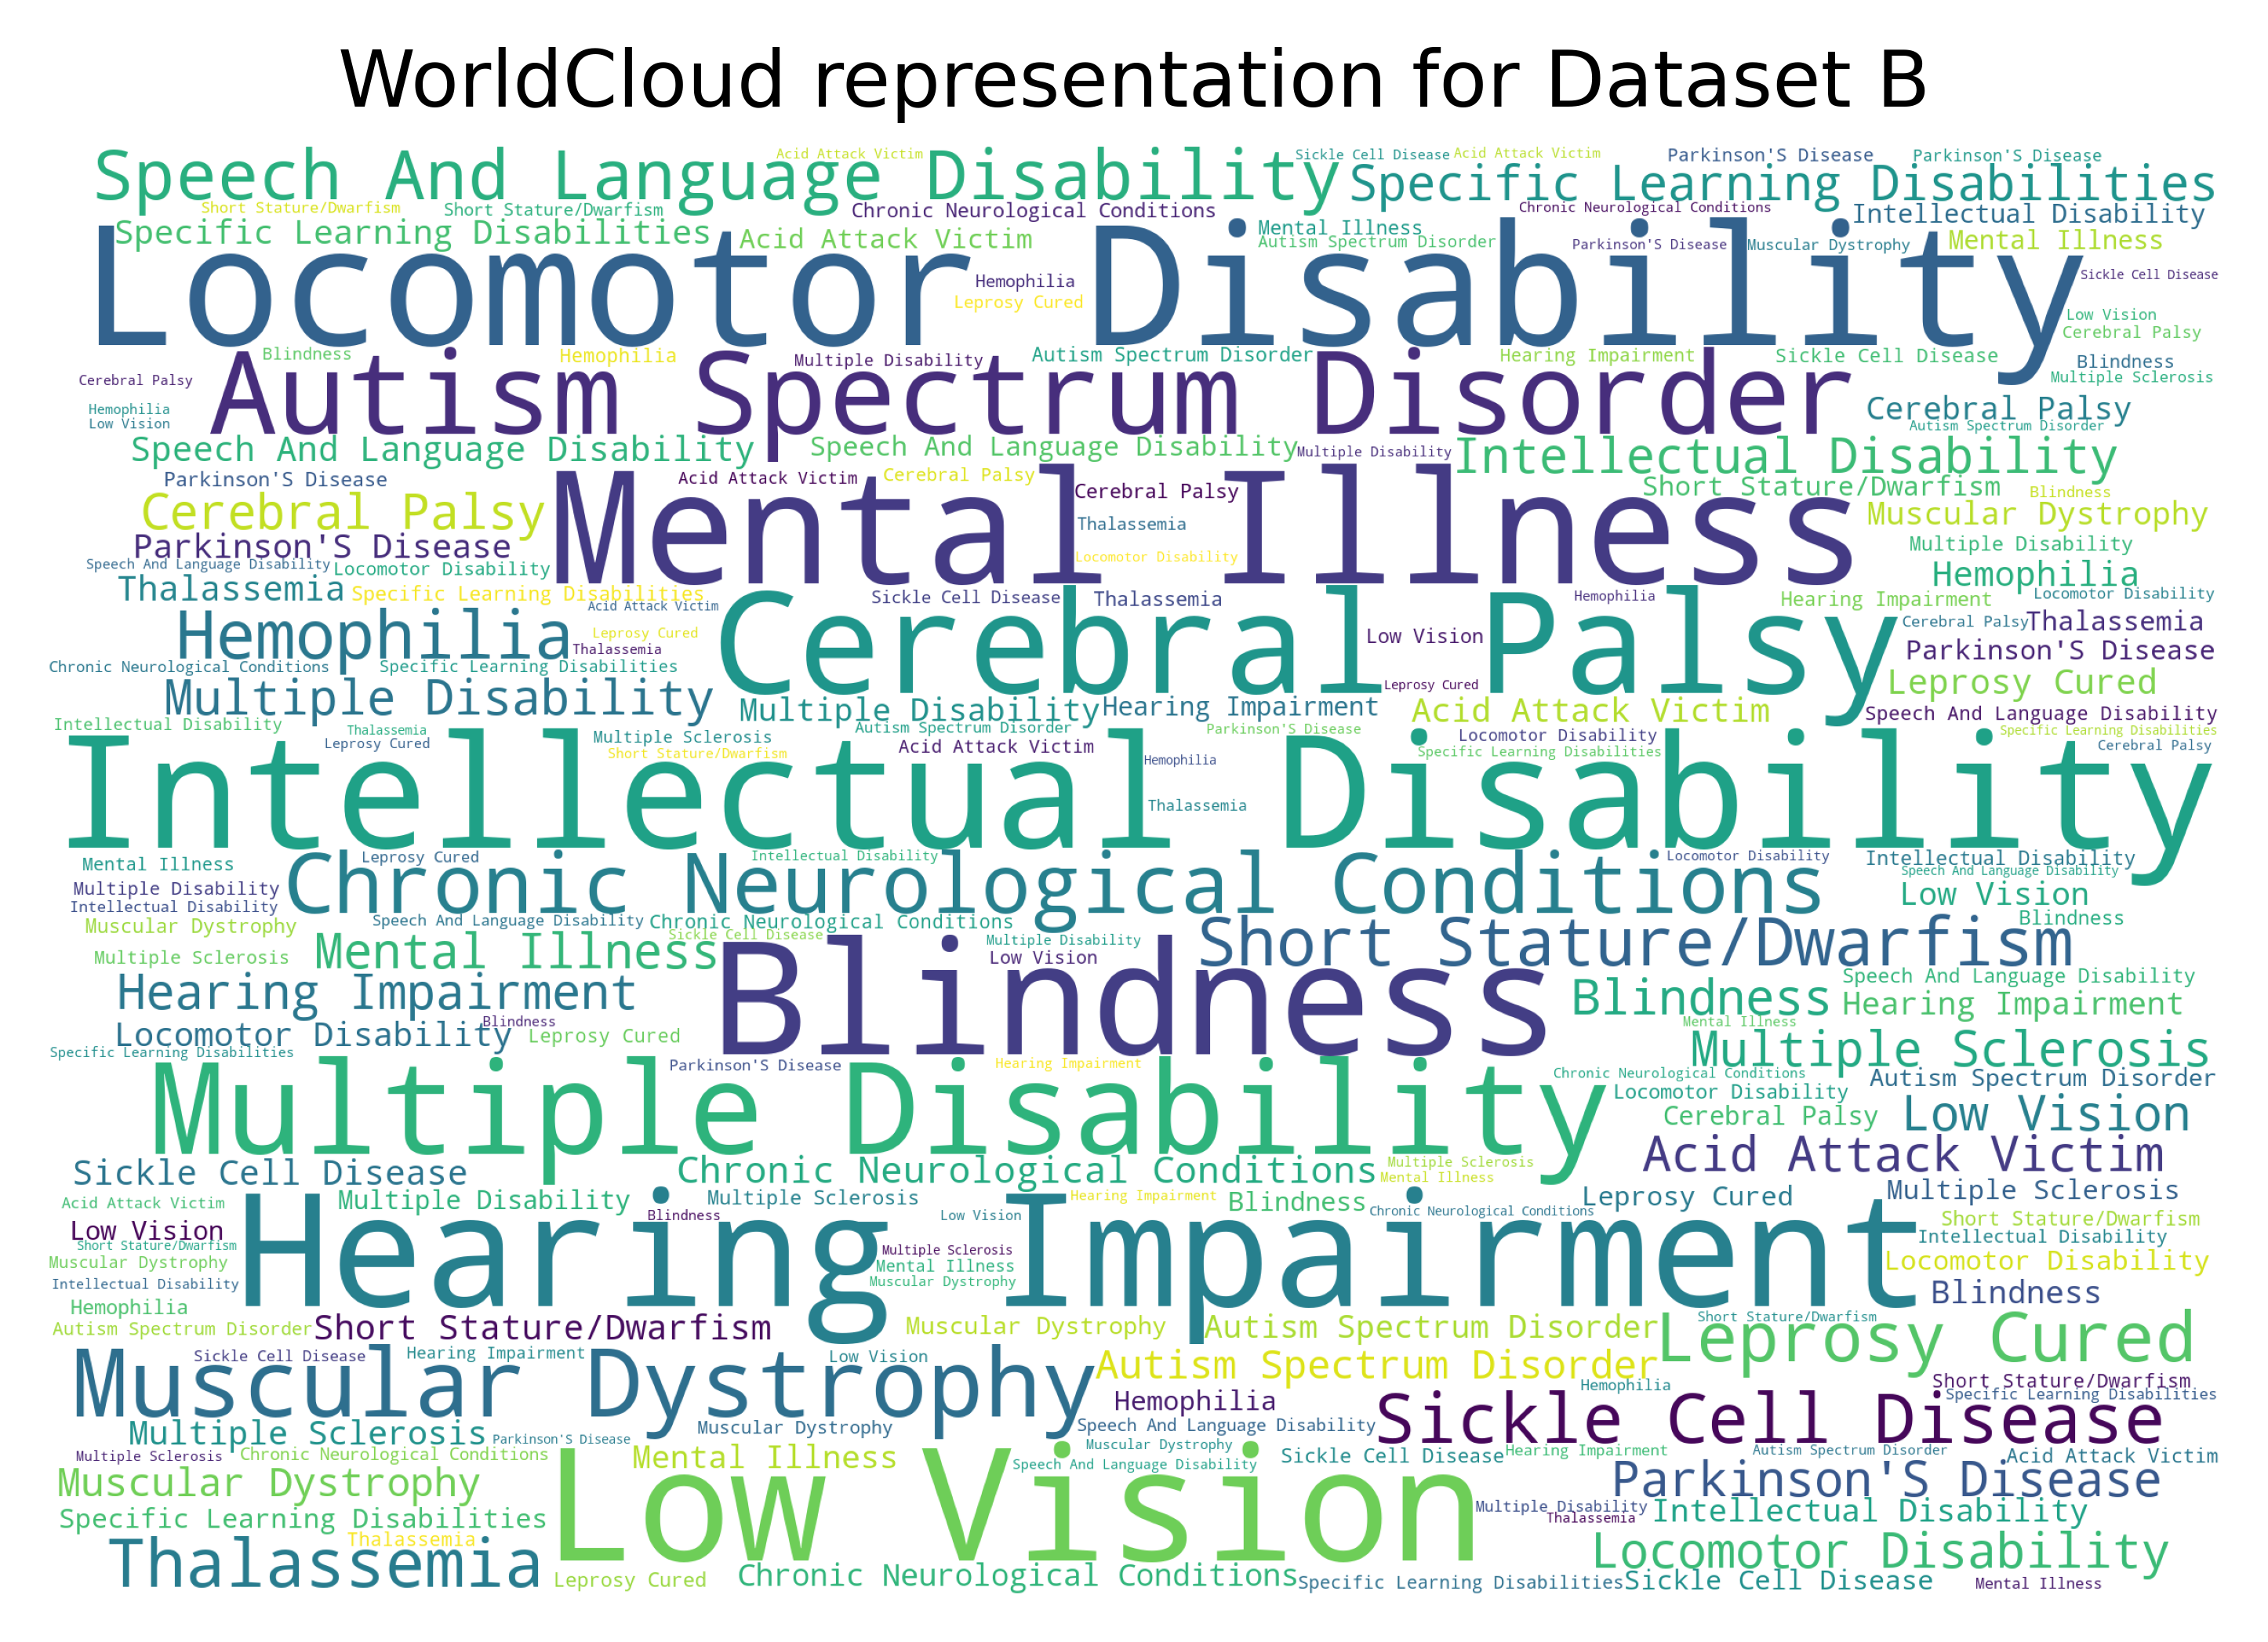 WorldCloud representation for Dataset B
Speech And Language Disability
Acid Attack Victim
Sickle Cell Disease
Acid Attack Victim
Parkinson'S Disease
Parkinson'S Disease
Specific Learning Disabilities
Short Stature/Dwarfism
Short Stature/Dwarfism
Chronic Neurological Conditions
Chronic Neurological Conditions
Intellectual Disability
Specific Learning Disabilities
Acid Attack Victim
Mental Illness
Autism Spectrum Disorder
Parkinson'S Disease
Muscular Dystrophy
Mental Illness
Locomotor Disability
Hemophilia
Leprosy Cured
Sickle Cell Disease
Low Vision
Cerebral Palsy
Blindness
Hemophilia
Multiple Disability
Autism Spectrum Disorder
Hearing Impairment
Sickle Cell Disease
Blindness
Multiple Sclerosis
Cerebral Palsy
Autism Spectrum Disorder
Hemophilia
Low Vision
Cerebral Palsy
Autism Spectrum Disorder
Speech And Language Disability
Speech And Language Disability
Multiple Disability
Intellectual Disability
Parkinson'S Disease
Acid Attack Victim
Cerebral Palsy
Cerebral Palsy
Short Stature/Dwarfism
Blindness
Cerebral Palsy
Mental Illness
Thalassemia
Muscular Dystrophy
Parkinson'S Disease
Locomotor Disability
Multiple Disability
Speech And Language Disability
Locomotor Disability
Hemophilia
Thalassemia
Specific Learning Disabilities
Acid Attack Victim
Sickle Cell Disease
Thalassemia
Hemophilia
Hearing Impairment
Locomotor Disability
Hemophilia
Leprosy Cured
Thalassemia
Cerebral Palsy
Low Vision
Cerebral Palsy
Thalassemia
Parkinson'S Disease
Chronic Neurological Conditions
Specific Learning Disabilities
Leprosy Cured
Leprosy Cured
Multiple Disability
Multiple Disability
Hearing Impairment
Acid Attack Victim
Speech And Language Disability
Intellectual Disability
Thalassemia
Leprosy Cured
Multiple Sclerosis
Short Stature/Dwarfism
Autism Spectrum Disorder
Acid Attack Victim
Parkinson'S Disease
Locomotor Disability
Specific Learning Disabilities
Specific Learning Disabilities
Cerebral Palsy
Intellectual Disability
Hemophilia
Thalassemia
Mental Illness
Leprosy Cured
Intellectual Disability
Locomotor Disability
Intellectual Disability
Speech And Language Disability
Multiple Disability
Intellectual Disability
Chronic Neurological Conditions
Low Vision
Muscular Dystrophy
Speech And Language Disability
Chronic Neurological Conditions
Blindness
Sickle Cell Disease
Multiple Disability
Low Vision
Short Stature/Dwarfism
Multiple Sclerosis
Mental Illness
Blindness
Speech And Language Disability
Hearing Impairment
Blindness
Hearing Impairment
Locomotor Disability
Blindness
Leprosy Cured
Mental Illness
Multiple Sclerosis
Specific Learning Disabilities
Parkinson'S Disease
Hearing Impairment
Chronic Neurological Conditions
Autism Spectrum Disorder
Locomotor Disability
Multiple Disability
Cerebral Palsy
Low Vision
Sickle Cell Disease
Chronic Neurological Conditions
Multiple Sclerosis
Mental Illness
Acid Attack Victim
Acid Attack Victim
Multiple Disability
Multiple Sclerosis
Hearing Impairment
Blindness
Leprosy Cured
Multiple Sclerosis
Low Vision
Blindness
Low Vision
Chronic Neurological Conditions
Short Stature/Dwarfism
Short Stature/Dwarfism
Intellectual Disability
Muscular Dystrophy
Hearing Impairment
Multiple Sclerosis
Mental Illness
Muscular Dystrophy
Locomotor Disability
Intellectual Disability
Blindness
Hemophilia
Autism Spectrum Disorder
Short Stature/Dwarfism
Muscular Dystrophy
Autism Spectrum Disorder
Short Stature/Dwarfism
Leprosy Cured
Sickle Cell Disease
Hearing Impairment
Low Vision
Muscular Dystrophy
Autism Spectrum Disorder
Hemophilia
Short Stature/Dwarfism
Specific Learning Disabilities
Hemophilia
Sickle Cell Disease
Multiple Sclerosis
Parkinson'S Disease
Muscular Dystrophy
Speech And Language Disability
Multiple Sclerosis
Chronic Neurological Conditions
Mental Illness
Muscular Dystrophy
Speech And Language Disability
Sickle Cell Disease
Hearing Impairment
Autism Spectrum Disorder
Acid Attack Victim
Muscular Dystrophy
Low Vision
Parkinson'S Disease
Specific Learning Disabilities
Multiple Disability
Thalassemia
Intellectual Disability
Thalassemia
Thalassemia
Locomotor Disability
Leprosy Cured
Chronic Neurological Conditions
Specific Learning Disabilities
Sickle Cell Disease
Mental Illness